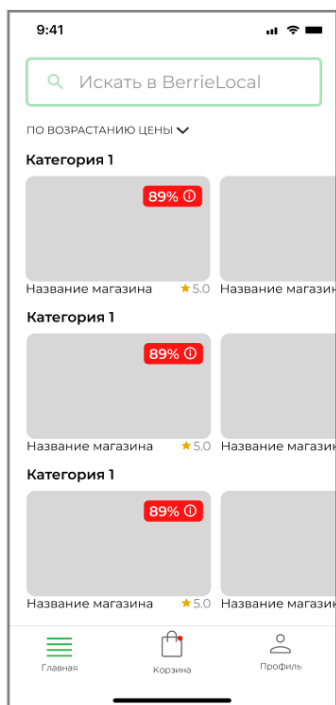 9:41
Искать в BerrieLocal
ПО ВОЗРАСТАНИЮ ЦЕНЫ
Категория 1
89%
Название магазина 5.0 Название магазин
Категория 1
89%
Название магазина 5.0 Название магазин
Категория 1
89%
Название магазина 5.0 Название магазин
Главная Корзина Профиль